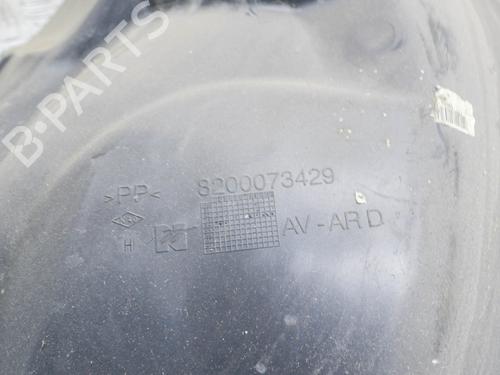 B-PARTS
8200073429
>PP<
H
AV-AR D